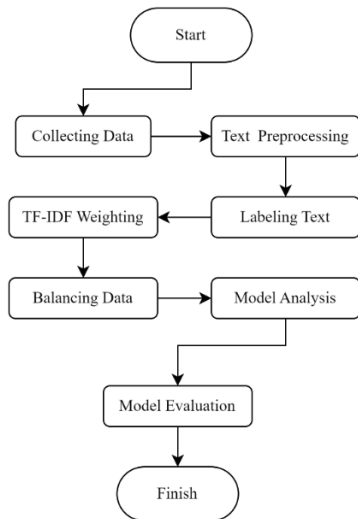 Start
Collecting Data
Text Preprocessing
Labeling Text
TF-IDF Weighting
Balancing Data
Model Analysis
Model Evaluation
Finish